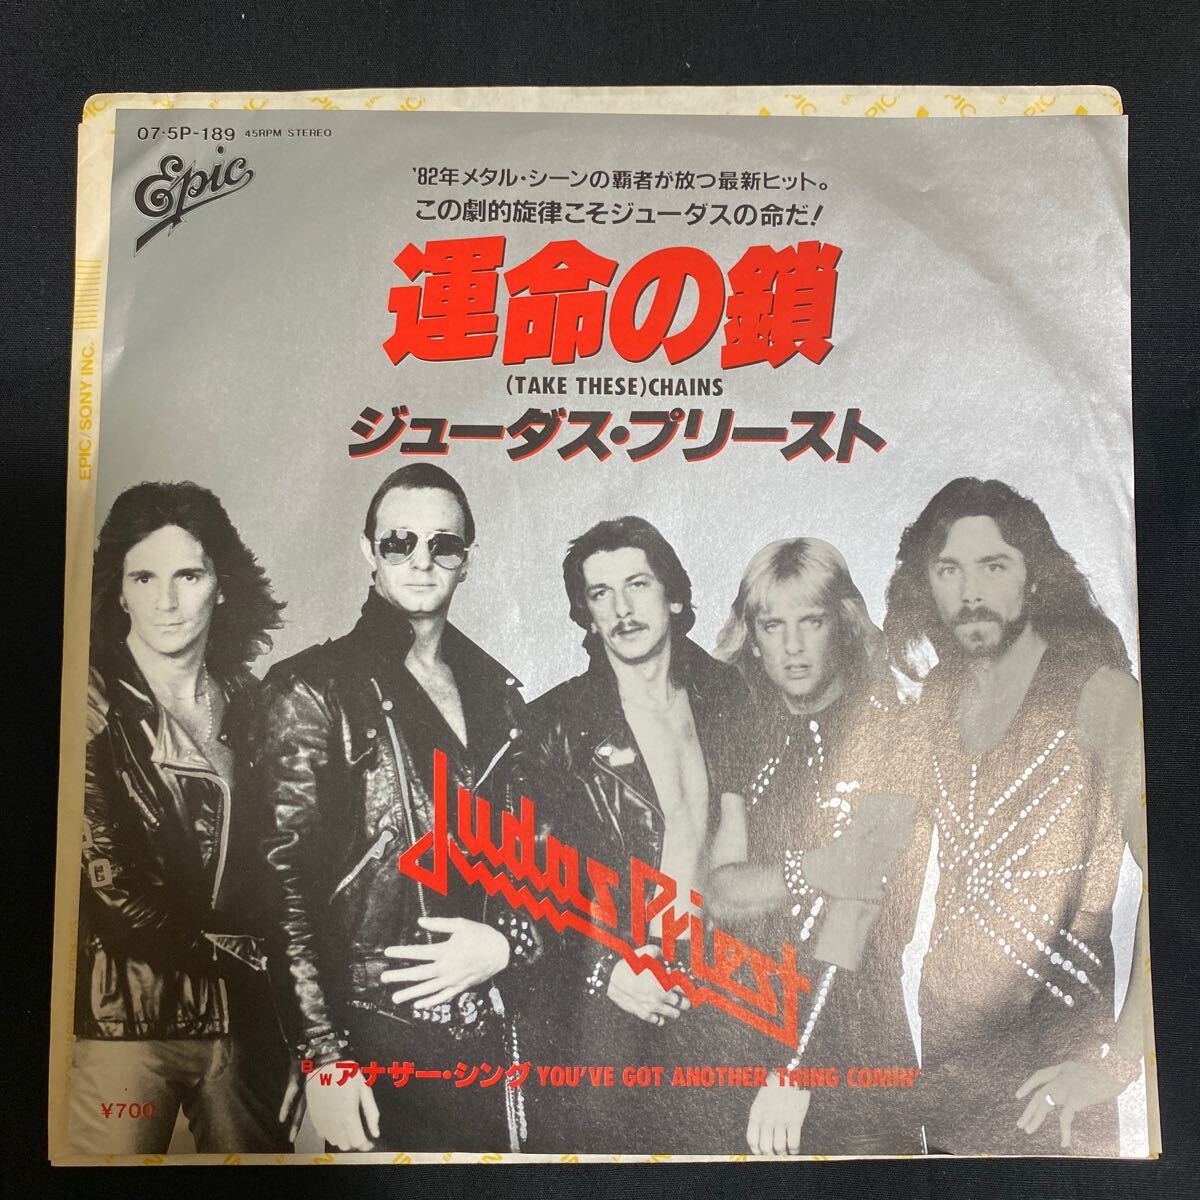 07・5P-189 45RPM STEREO
Epic
'82年メタル・シーンの覇者が放つ最新ヒット。
この劇的旋律こそジューダスの命だ!
運命の鎖
(TAKE THESE)CHAINS
ジューダス・プリースト
EPIC/SONY INC.
Judas Priest
B/W アナザー・シング YOU'VE GOT ANOTHER THING COMIN'
¥700